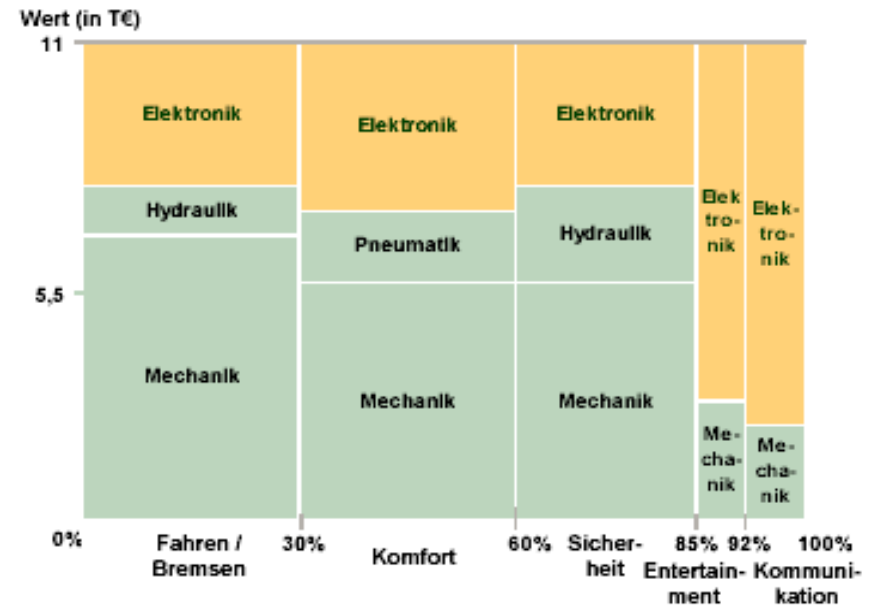 Wert (in T€)
11
Elektronik
Elektronik
Elektronik
Elek
tro-
nik
Elek-
tro-
nik
Hydraulik
Pneumatik
Hydraulik
5,5
Mechanik
Mechanik
Mechanik
Me-
cha-
nik
Me-
cha-
nik
0%
Fahren /
Bremsen
30%
Komfort
60%
Sicher-
heit
85%
92%
100%
Entertain-
ment
Kommuni-
kation